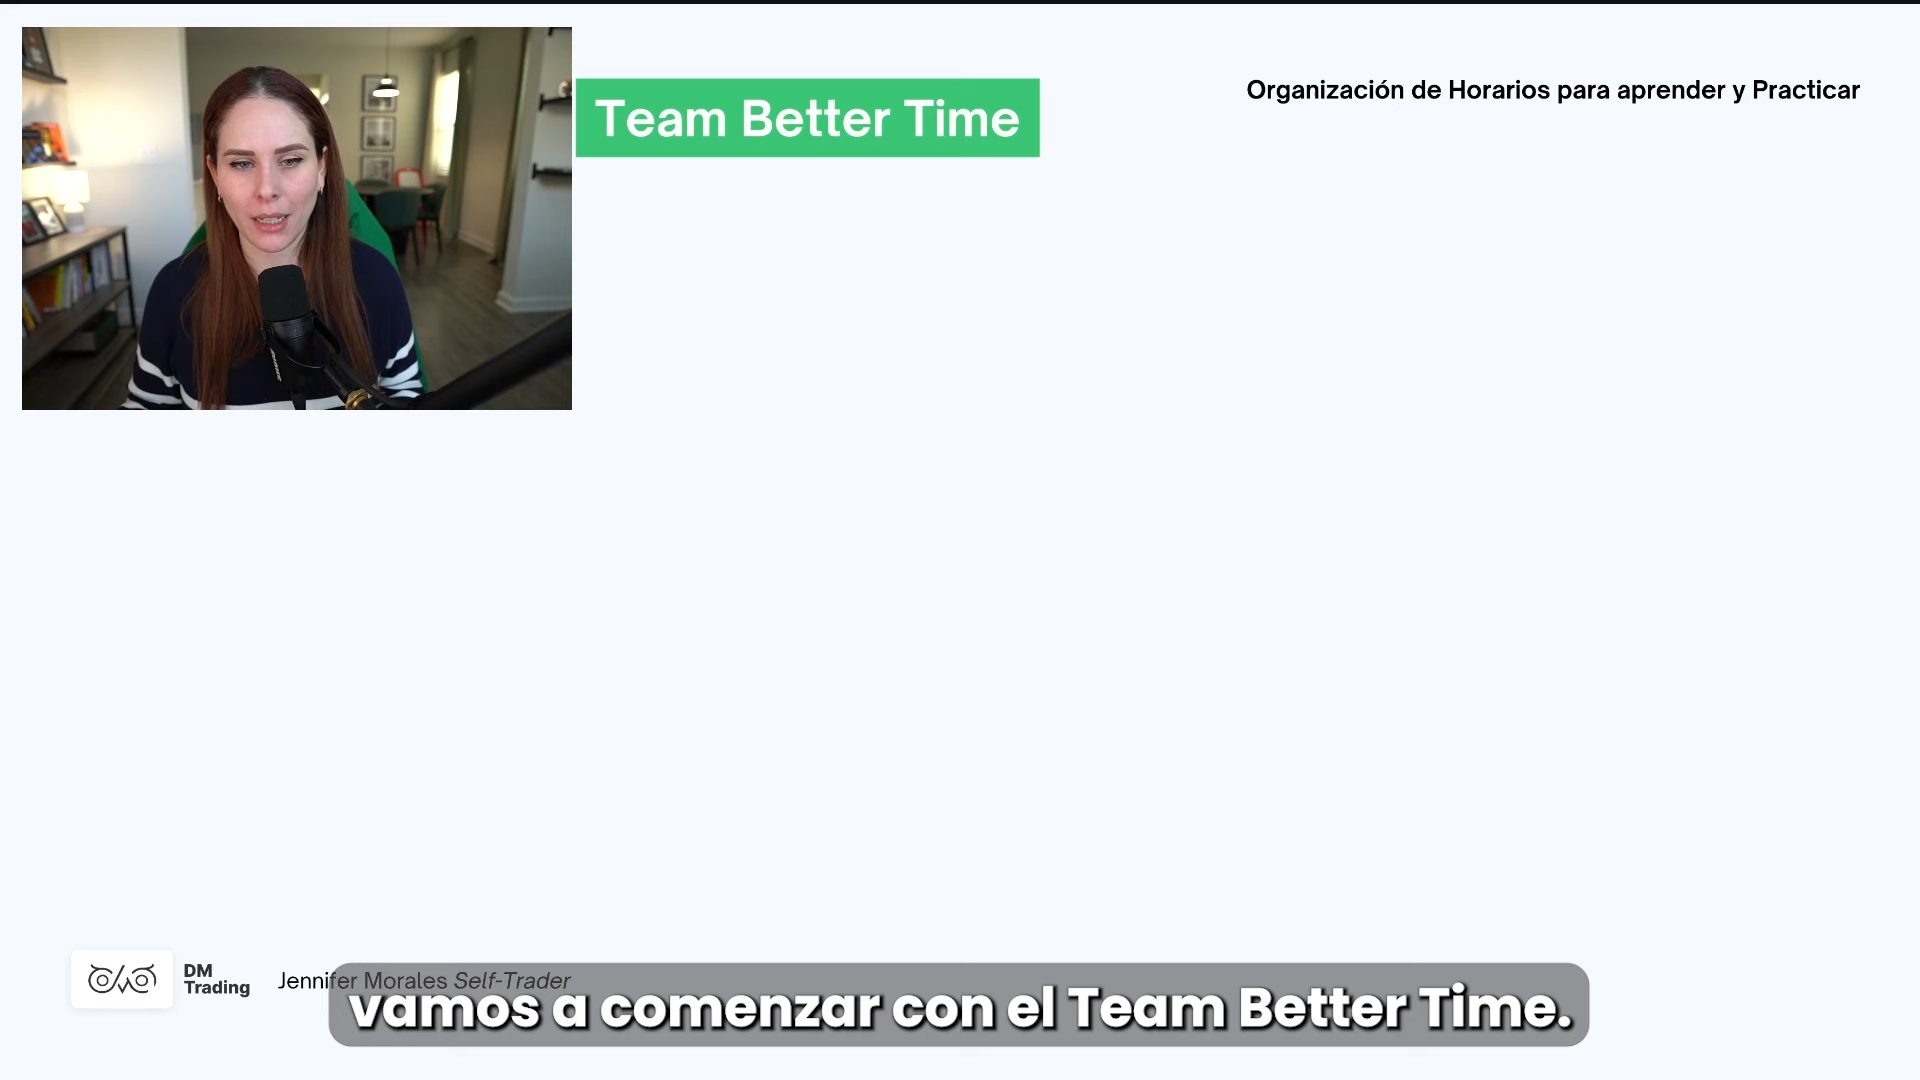 Team Better Time
Organización de Horarios para aprender y Practicar
DM
Trading
Jennifer Morales Self-Trader
vamos a comenzar con el Team Better Time.